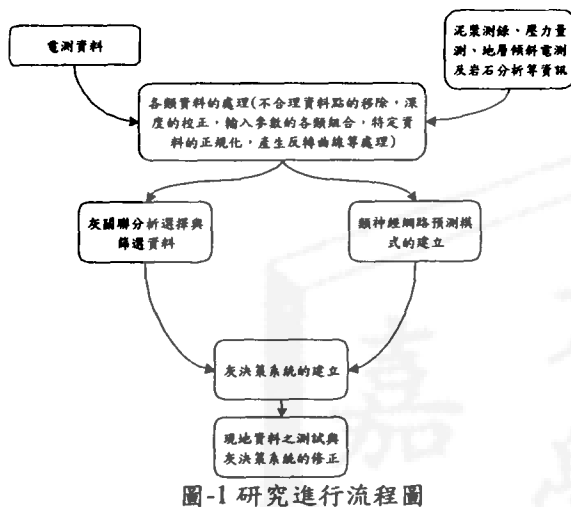 電測資料
泥漿測錄、壓力量
測、地層傾斜電測
及岩石分析等資訊
各類資料的處理(不合理資料點的移除，深
度的校正，輸入參數的各類組合，特定資
料的正規化，產生反轉曲線等處理)
灰關聯分析選擇與
篩選資料
類神經網路預測模
式的建立
灰決策系統的建立
現地資料之測試與
灰決策系統的修正
圖-1 研究進行流程圖